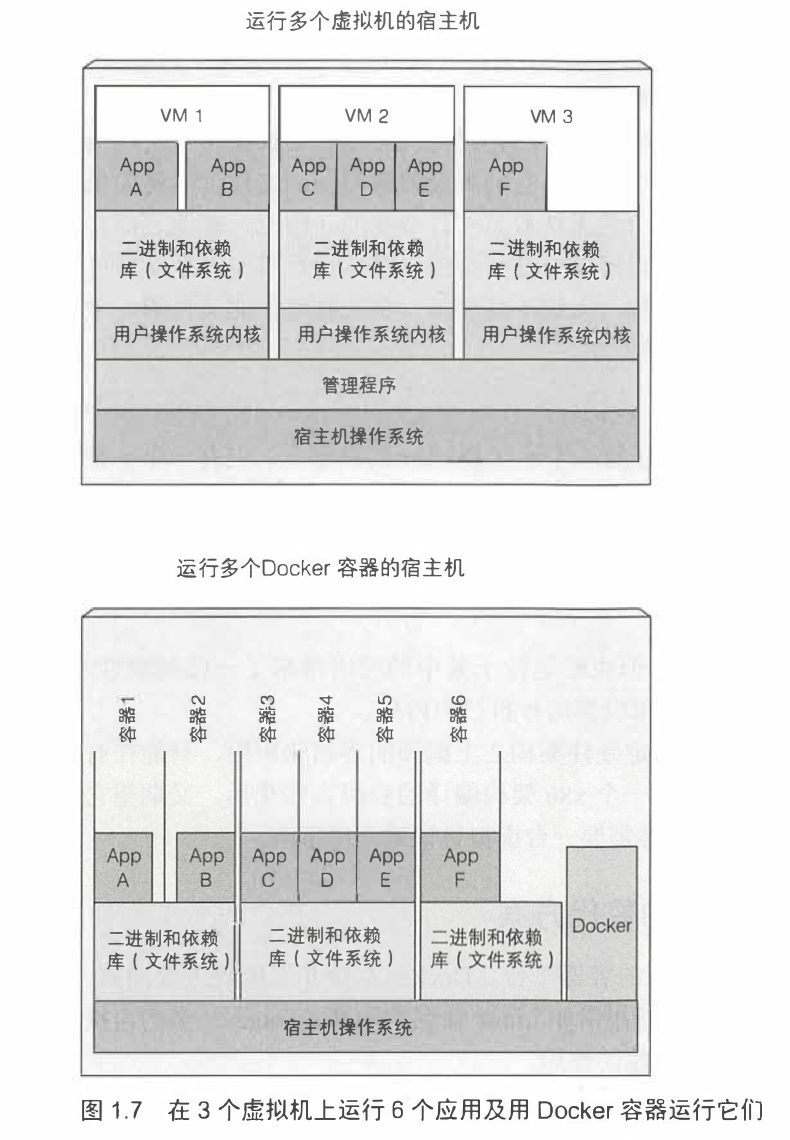 运行多个虚拟机的宿主机
VM 1 VM 2 VM 3
App App App App App App
A B C D E F
二进制和依赖 二进制和依赖 二进制和依赖
库（文件系统） 库（文件系统） 库（文件系统）
用户操作系统内核 用户操作系统内核 用户操作系统内核
管理程序
宿主机操作系统
运行多个Docker 容器的宿主机
容器1 容器2 容器3 容器4 容器5 容器6
App App App App App App
A B C D E F
Docker
二进制和依赖 二进制和依赖 二进制和依赖
库（文件系统） 库（文件系统） 库（文件系统）
宿主机操作系统
图 1.7 在 3 个虚拟机上运行 6 个应用及用 Docker 容器运行它们